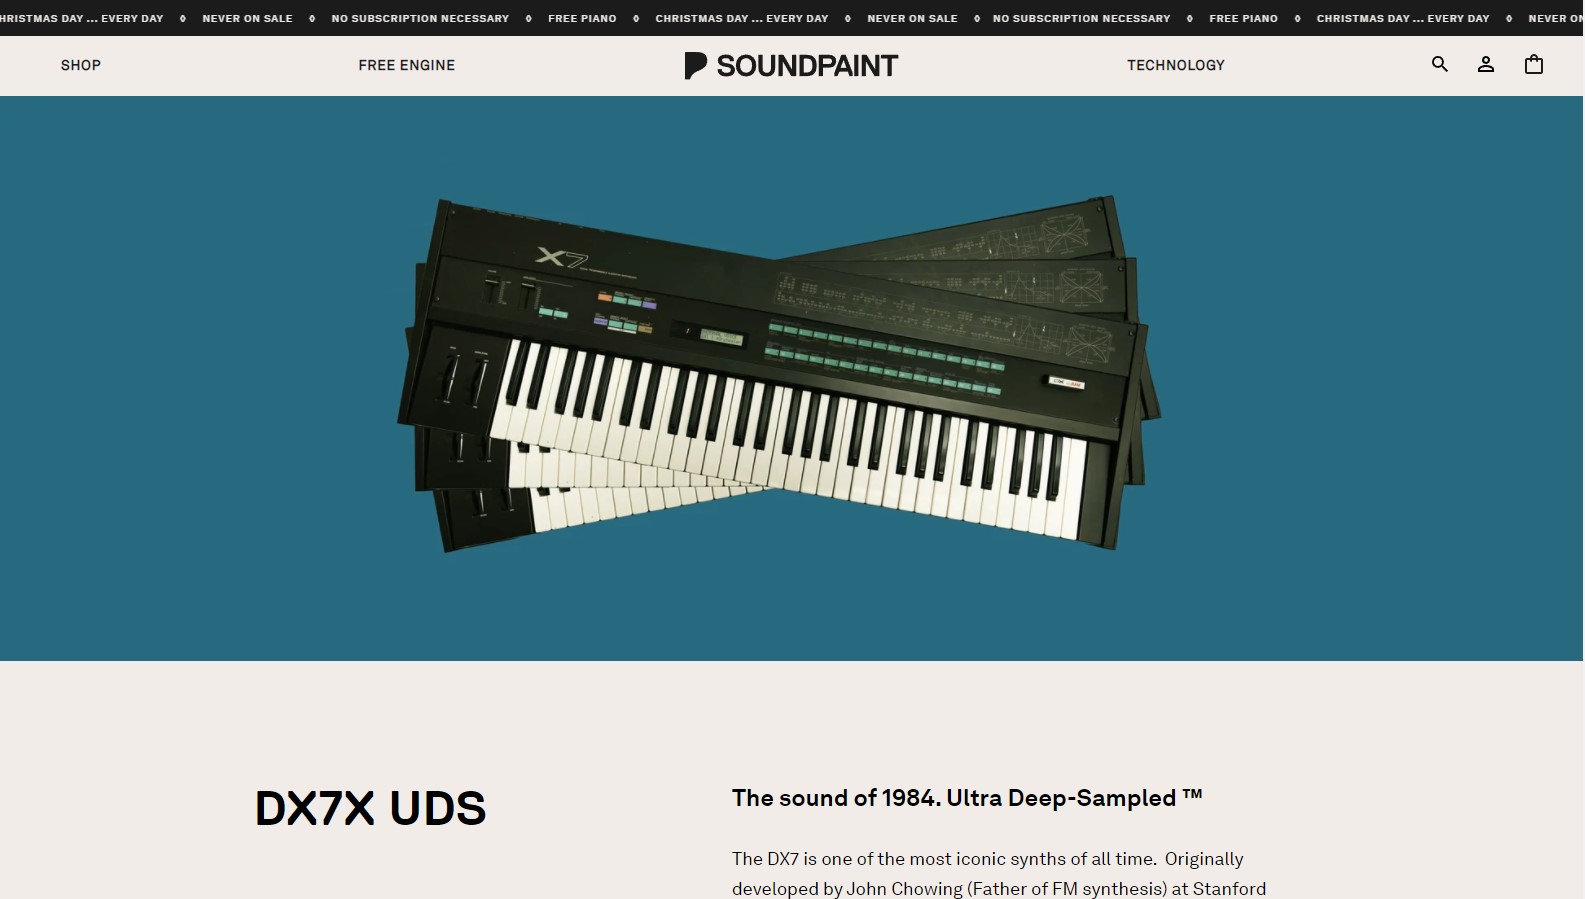 CHRISTMAS DAY ... EVERY DAY ◊ NEVER ON SALE ◊ NO SUBSCRIPTION NECESSARY ◊ FREE PIANO ◊ CHRISTMAS DAY ... EVERY DAY ◊ NEVER ON SALE ◊ NO SUBSCRIPTION NECESSARY ◊ FREE PIANO ◊ CHRISTMAS DAY ... EVERY DAY ◊ NEVER ON
SHOP FREE ENGINE SOUNDPAINT TECHNOLOGY
X7
DX7X UDS
The sound of 1984. Ultra Deep-Sampled ™
The DX7 is one of the most iconic synths of all time. Originally
developed by John Chowing (Father of FM synthesis) at Stanford